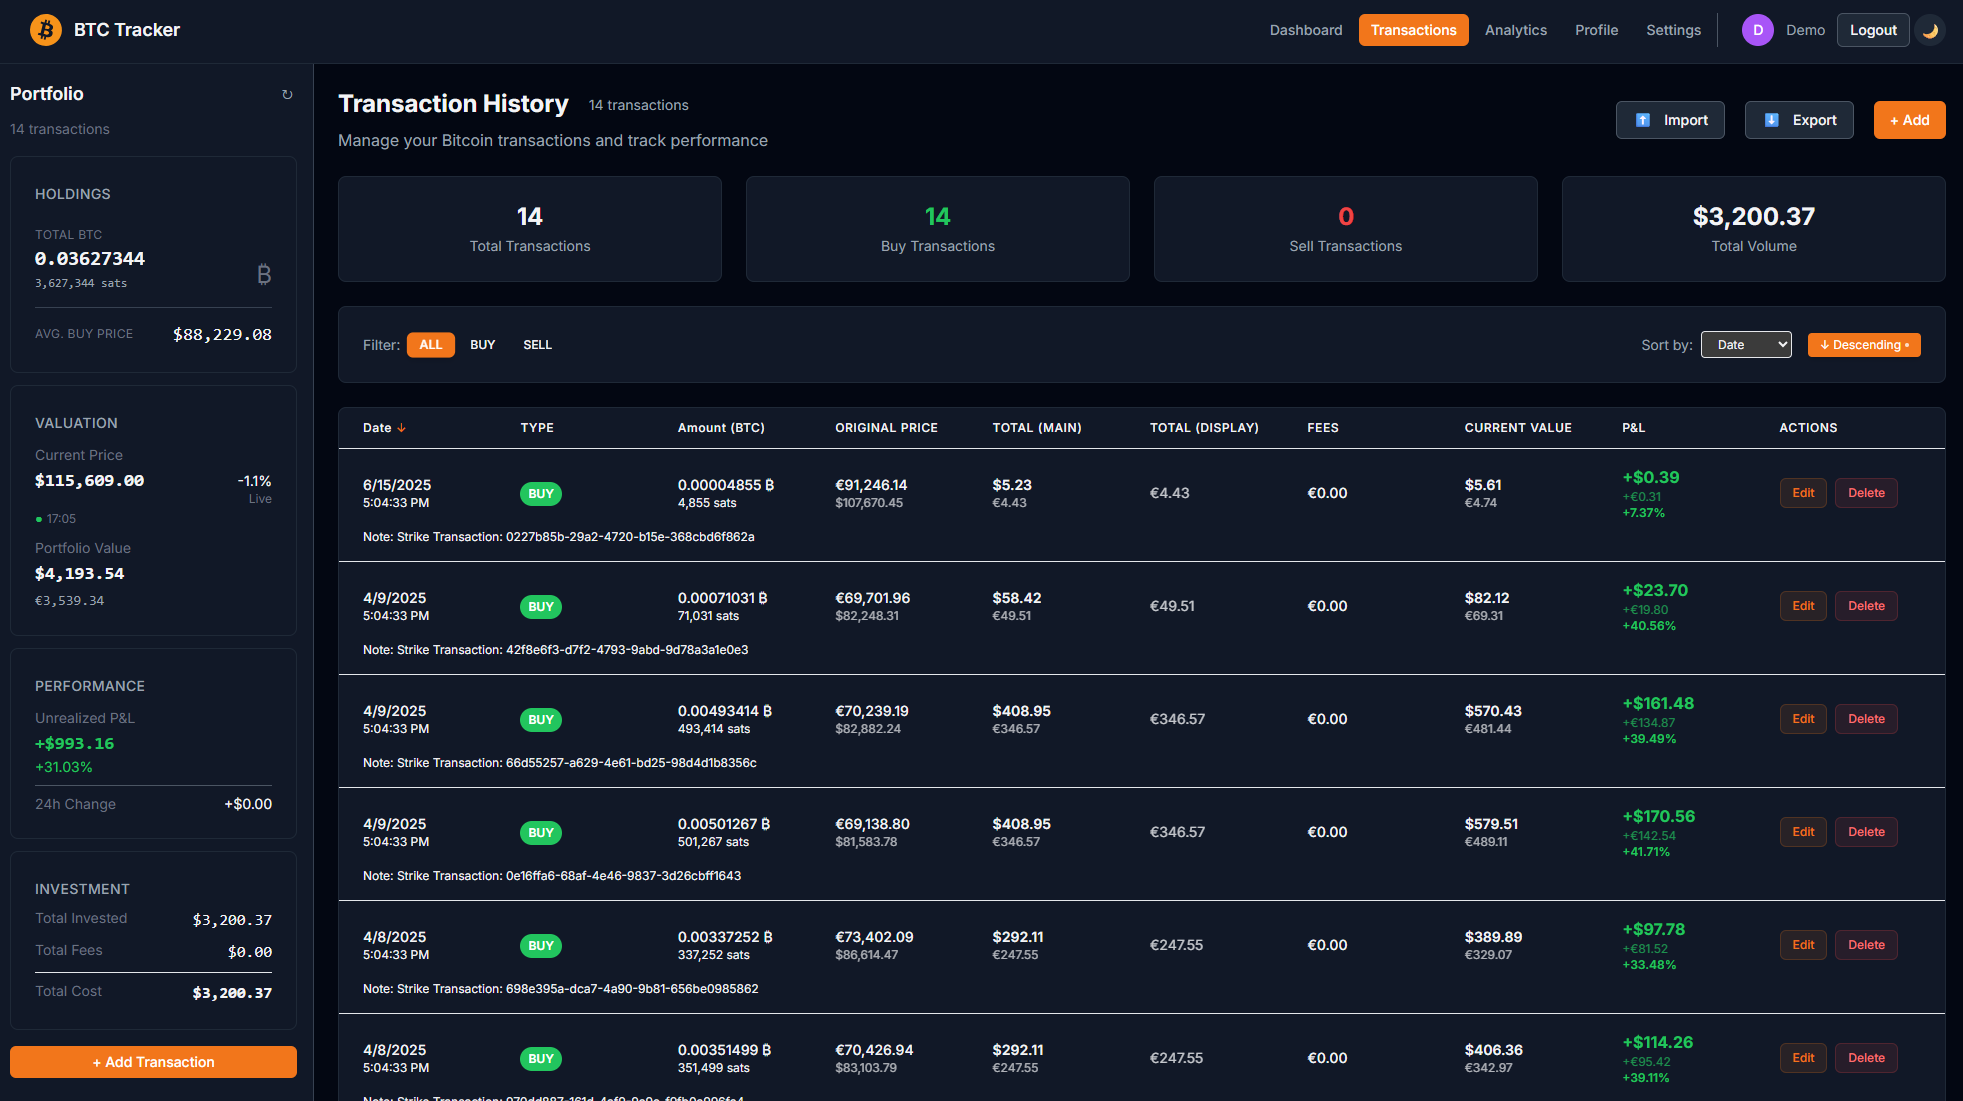 BTC Tracker
Dashboard
Transactions
Analytics
Profile
Settings
D
Demo
Logout
Portfolio
↻
14 transactions
HOLDINGS
TOTAL BTC
0.03627344
3,627,344 sats
₿
AVG. BUY PRICE $88,229.08
VALUATION
Current Price
$115,609.00 -1.1%
Live
17:05
Portfolio Value
$4,193.54
€3,539.34
PERFORMANCE
Unrealized P&L
+$993.16
+31.03%
24h Change +$0.00
INVESTMENT
Total Invested $3,200.37
Total Fees $0.00
Total Cost $3,200.37
+ Add Transaction
Transaction History 14 transactions
Manage your Bitcoin transactions and track performance
Import
Export
+ Add
14
Total Transactions
14
Buy Transactions
0
Sell Transactions
$3,200.37
Total Volume
Filter: ALL BUY SELL
Sort by: Date ↓ Descending •
Date ↓ TYPE Amount (BTC) ORIGINAL PRICE TOTAL (MAIN) TOTAL (DISPLAY) FEES CURRENT VALUE P&L ACTIONS
6/15/2025 BUY 0.00004855 ₿ €91,246.14 $5.23 €4.43 €0.00 $5.61 +$0.39 Edit Delete
5:04:33 PM 4,855 sats $107,670.45 €4.43 €4.74 +€0.31
+7.37%
Note: Strike Transaction: 0227b85b-29a2-4720-b15e-368cbd6f862a
4/9/2025 BUY 0.00071031 ₿ €69,701.96 $58.42 €49.51 €0.00 $82.12 +$23.70 Edit Delete
5:04:33 PM 71,031 sats $82,248.31 €49.51 €69.31 +€19.80
+40.56%
Note: Strike Transaction: 42f8e6f3-d7f2-4793-9abd-9d78a3a1e0e3
4/9/2025 BUY 0.00493414 ₿ €70,239.19 $408.95 €346.57 €0.00 $570.43 +$161.48 Edit Delete
5:04:33 PM 493,414 sats $82,882.24 €346.57 €481.44 +€134.87
+39.49%
Note: Strike Transaction: 66d55257-a629-4e61-bd25-98d4d1b8356c
4/9/2025 BUY 0.00501267 ₿ €69,138.80 $408.95 €346.57 €0.00 $579.51 +$170.56 Edit Delete
5:04:33 PM 501,267 sats $81,583.78 €346.57 €489.11 +€142.54
+41.71%
Note: Strike Transaction: 0e16ffa6-68af-4e46-9837-3d26cbff1643
4/8/2025 BUY 0.00337252 ₿ €73,402.09 $292.11 €247.55 €0.00 $389.89 +$97.78 Edit Delete
5:04:33 PM 337,252 sats $86,614.47 €247.55 €329.07 +€81.52
+33.48%
Note: Strike Transaction: 698e395a-dca7-4a90-9b81-656be0985862
4/8/2025 BUY 0.00351499 ₿ €70,426.94 $292.11 €247.55 €0.00 $406.36 +$114.26 Edit Delete
5:04:33 PM 351,499 sats $83,103.79 €247.55 €342.97 +€95.42
+39.11%
Note: Strike Transaction: